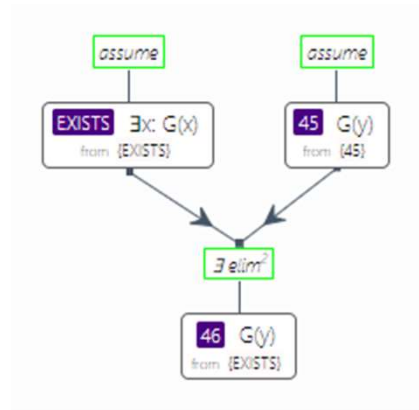 assume assume
EXISTS ∃x: G(x) 45 G(y)
from {EXISTS} from {45}
∃ elim²
46 G(y)
from {EXISTS}